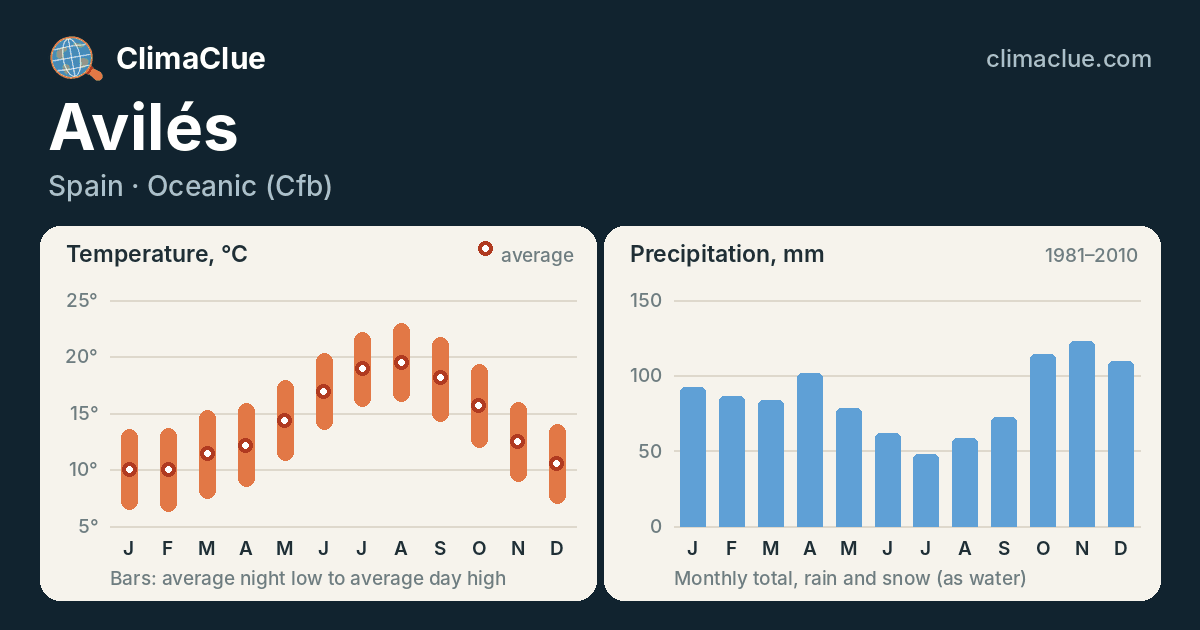 ClimaClue
climaclue.com
Avilés
Spain · Oceanic (Cfb)
Temperature, °C
average
25°
20°
15°
10°
5°
J F M A M J J A S O N D
Bars: average night low to average day high
Precipitation, mm
1981–2010
150
100
50
0
J F M A M J J A S O N D
Monthly total, rain and snow (as water)